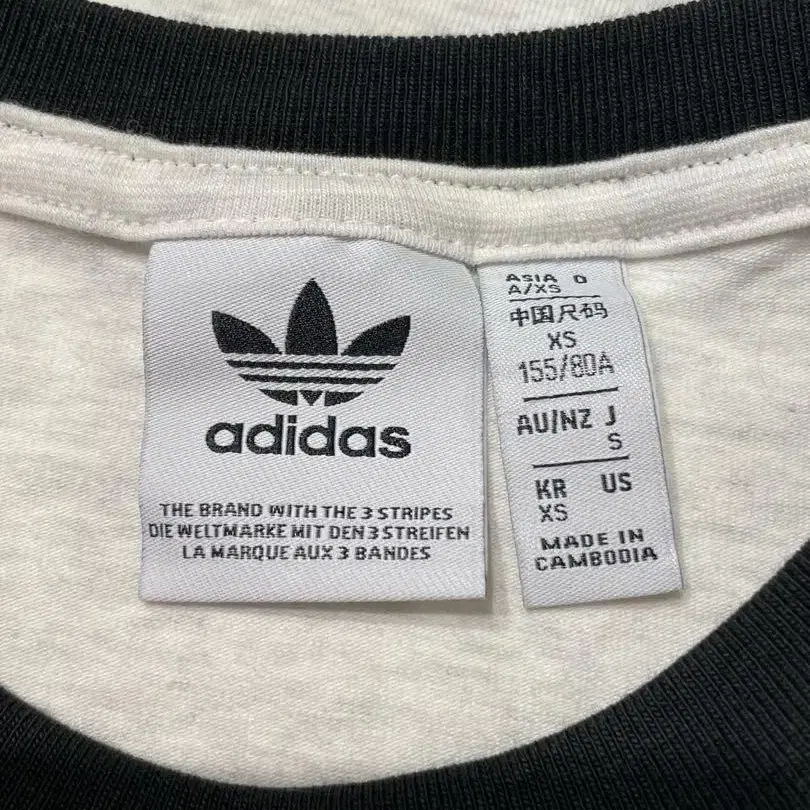 adidas
THE BRAND WITH THE 3 STRIPES
DIE WELTMARKE MIT DEN 3 STREIFEN
LA MARQUE AUX 3 BANDES
ASIA D
A/XS
中国尺码
XS
155/80A
AU/NZ J
S
KR US
XS
MADE IN
CAMBODIA